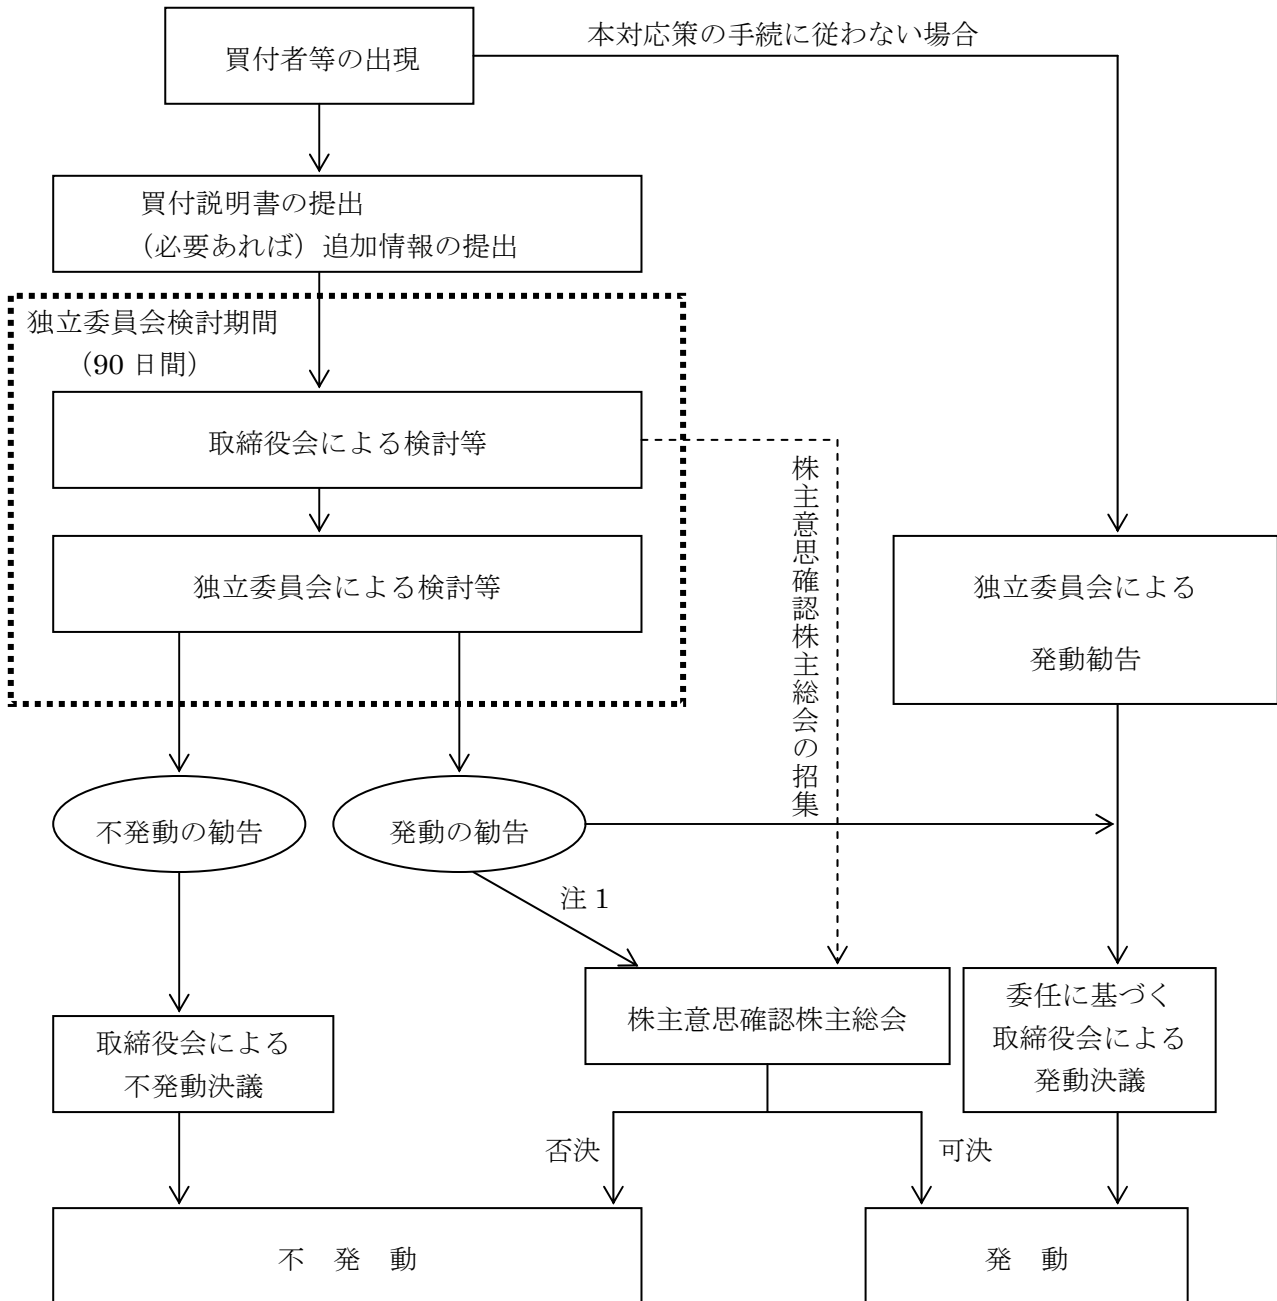 買付者等の出現
本対応策の手続に従わない場合
買付説明書の提出
（必要あれば）追加情報の提出
独立委員会検討期間
（90 日間）
取締役会による検討等
株主意思確認株主総会の招集
独立委員会による検討等
独立委員会による
発動勧告
不発動の勧告
発動の勧告
注 1
取締役会による
不発動決議
株主意思確認株主総会
委任に基づく
取締役会による
発動決議
否決
可決
不 発 動
発 動